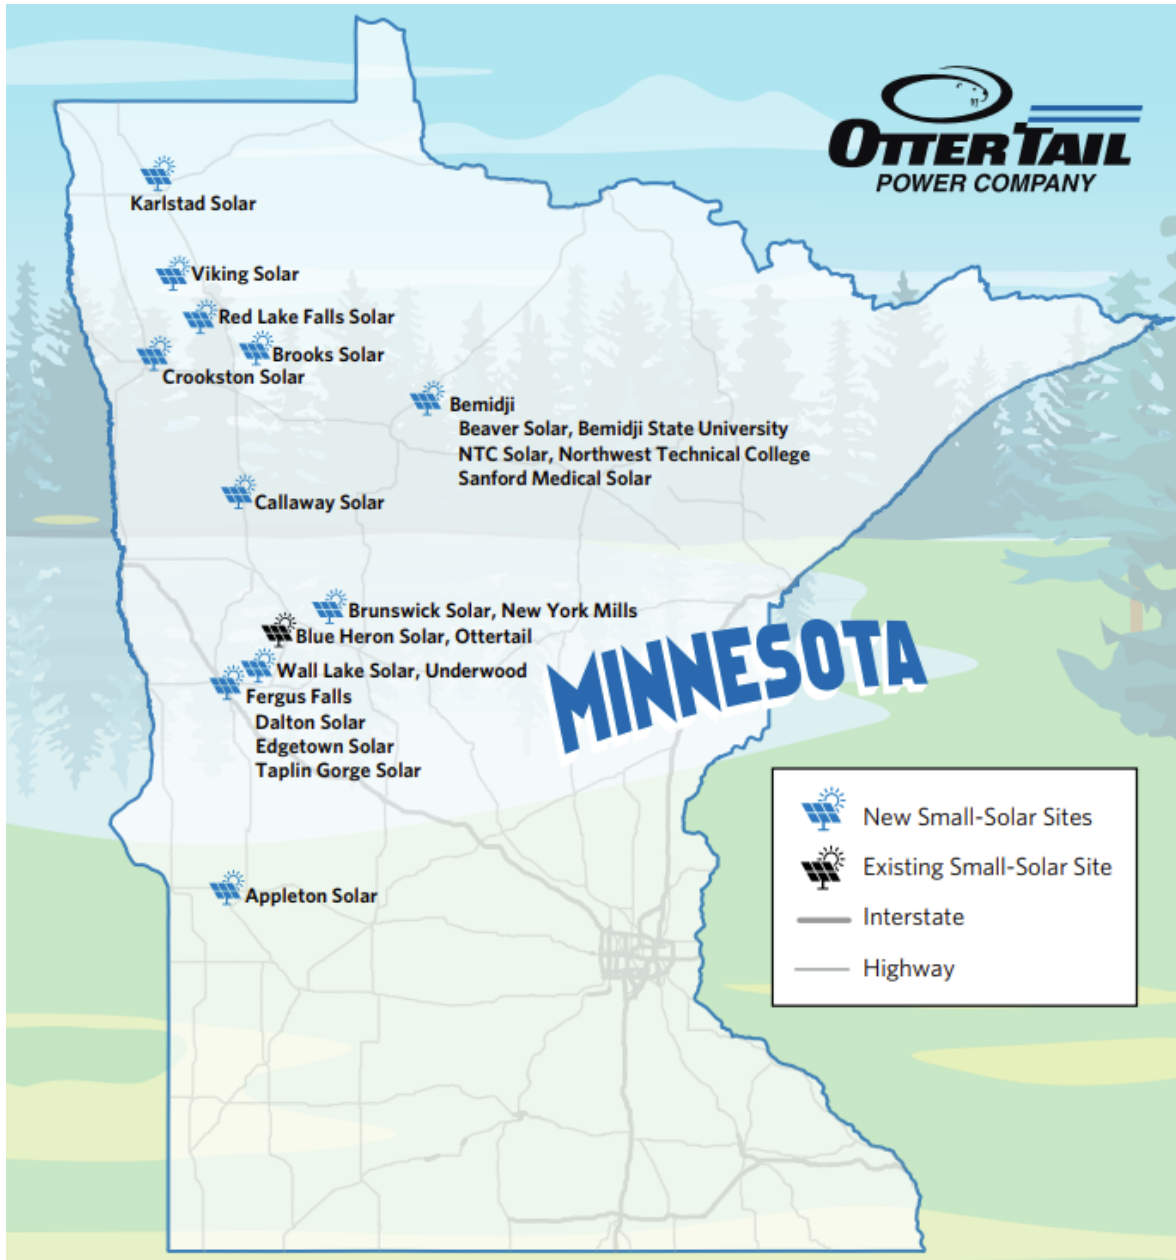 OTTER TAIL
POWER COMPANY
Karlstad Solar
Viking Solar
Red Lake Falls Solar
Brooks Solar
Crookston Solar
Bemidji
Beaver Solar, Bemidji State University
NTC Solar, Northwest Technical College
Sanford Medical Solar
Callaway Solar
Brunswick Solar, New York Mills
Blue Heron Solar, Ottertail
Wall Lake Solar, Underwood
Fergus Falls
Dalton Solar
Edgetown Solar
Taplin Gorge Solar
MINNESOTA
Appleton Solar
New Small-Solar Sites
Existing Small-Solar Site
Interstate
Highway